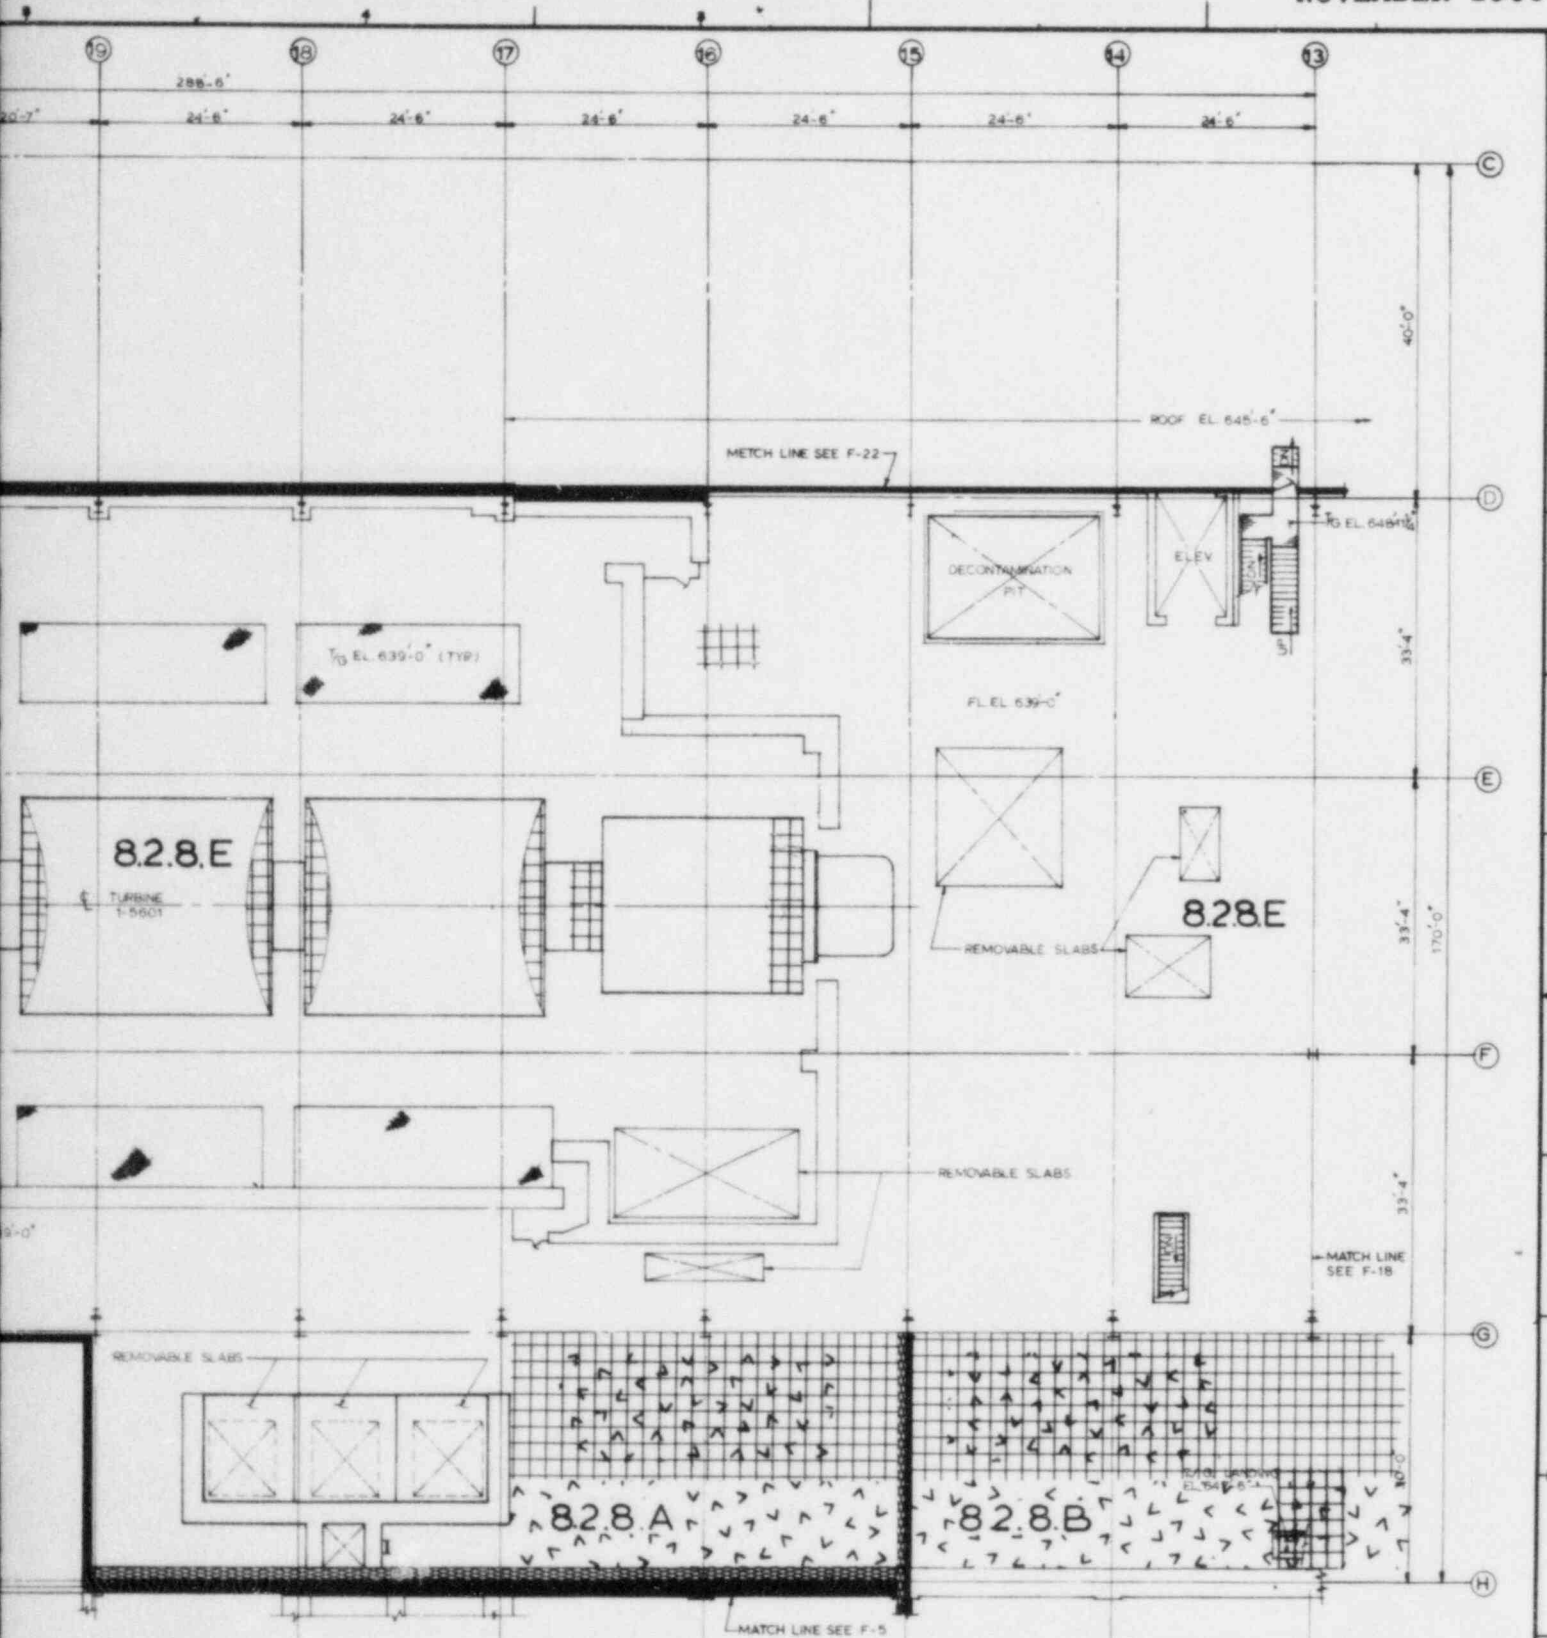 4
19
18
17
16
15
14
13
288'-6"
20'-7"
24'-6"
24'-6"
24'-6"
24'-6"
24'-6"
24'-6"
C
40'-0"
ROOF EL. 645'-6"
METCH LINE SEE F-22
DN
D
DECONTAMINATION
PIT
ELEV
DN
UP
T/G EL. 639'-0" (TYP.)
33'-4"
FL. EL. 639'-0"
E
8.2.8.E
TURBINE
1-5601
8.2.8.E
REMOVABLE SLABS
33'-4"
170'-0"
F
REMOVABLE SLABS
33'-4"
MATCH LINE
SEE F-18
G
REMOVABLE SLABS
8.2.8.A
8.2.8.B
H
MATCH LINE SEE F-5